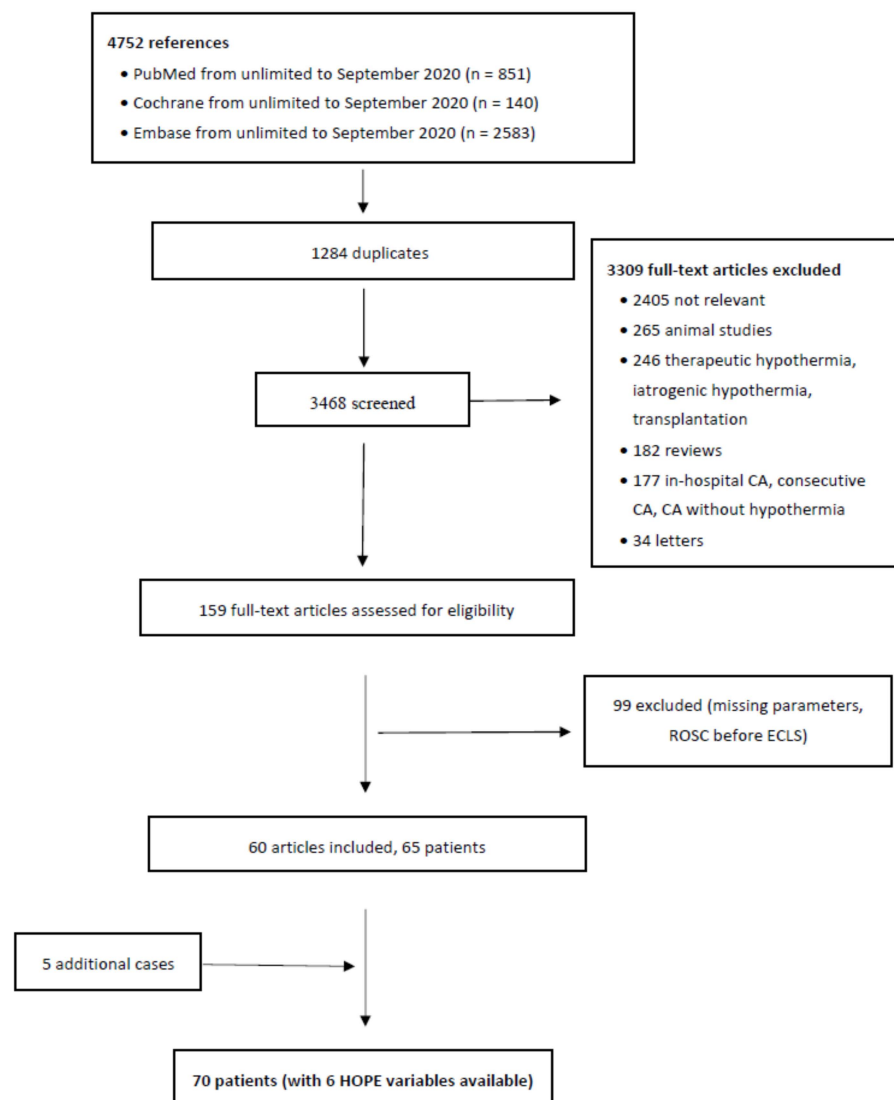 4752 references
• PubMed from unlimited to September 2020 (n = 851)
• Cochrane from unlimited to September 2020 (n = 140)
• Embase from unlimited to September 2020 (n = 2583)
1284 duplicates
3309 full-text articles excluded
• 2405 not relevant
• 265 animal studies
• 246 therapeutic hypothermia,
iatrogenic hypothermia,
transplantation
• 182 reviews
• 177 in-hospital CA, consecutive
CA, CA without hypothermia
• 34 letters
3468 screened
159 full-text articles assessed for eligibility
99 excluded (missing parameters,
ROSC before ECLS)
60 articles included, 65 patients
5 additional cases
70 patients (with 6 HOPE variables available)